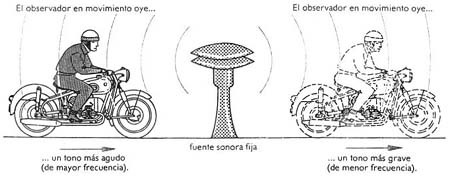 El observador en movimiento oye...
El observador en movimiento oye...
fuente sonora fija
... un tono más agudo
(de mayor frecuencia).
... un tono más grave
(de menor frecuencia).